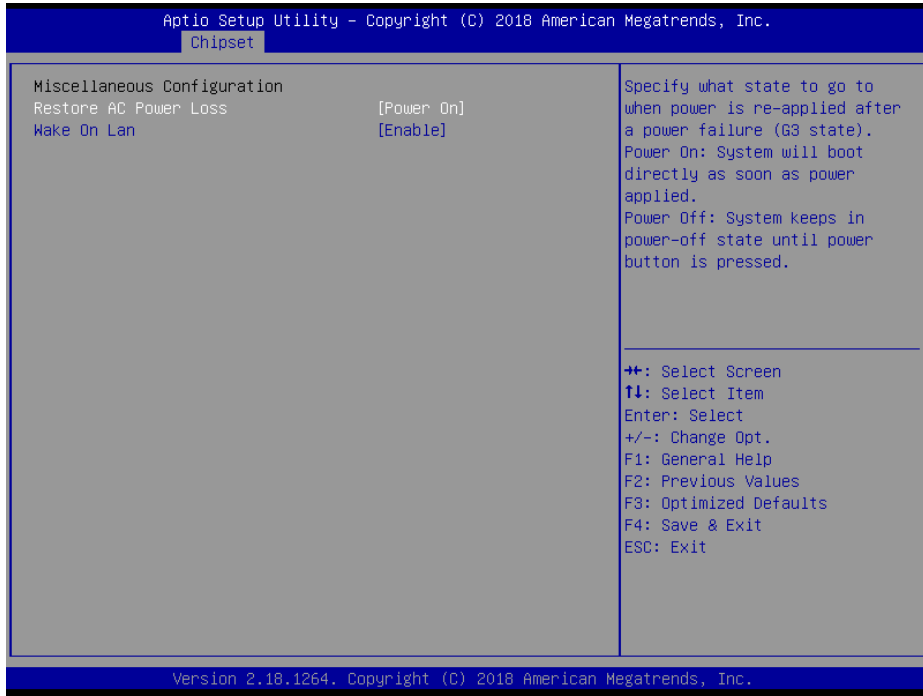 Aptio Setup Utility – Copyright (C) 2018 American Megatrends, Inc.
Chipset
Miscellaneous Configuration
Restore AC Power Loss [Power On]
Wake On Lan [Enable]
Specify what state to go to
when power is re-applied after
a power failure (G3 state).
Power On: System will boot
directly as soon as power
applied.
Power Off: System keeps in
power-off state until power
button is pressed.
→←: Select Screen
↑↓: Select Item
Enter: Select
+/-: Change Opt.
F1: General Help
F2: Previous Values
F3: Optimized Defaults
F4: Save & Exit
ESC: Exit
Version 2.18.1264. Copyright (C) 2018 American Megatrends, Inc.